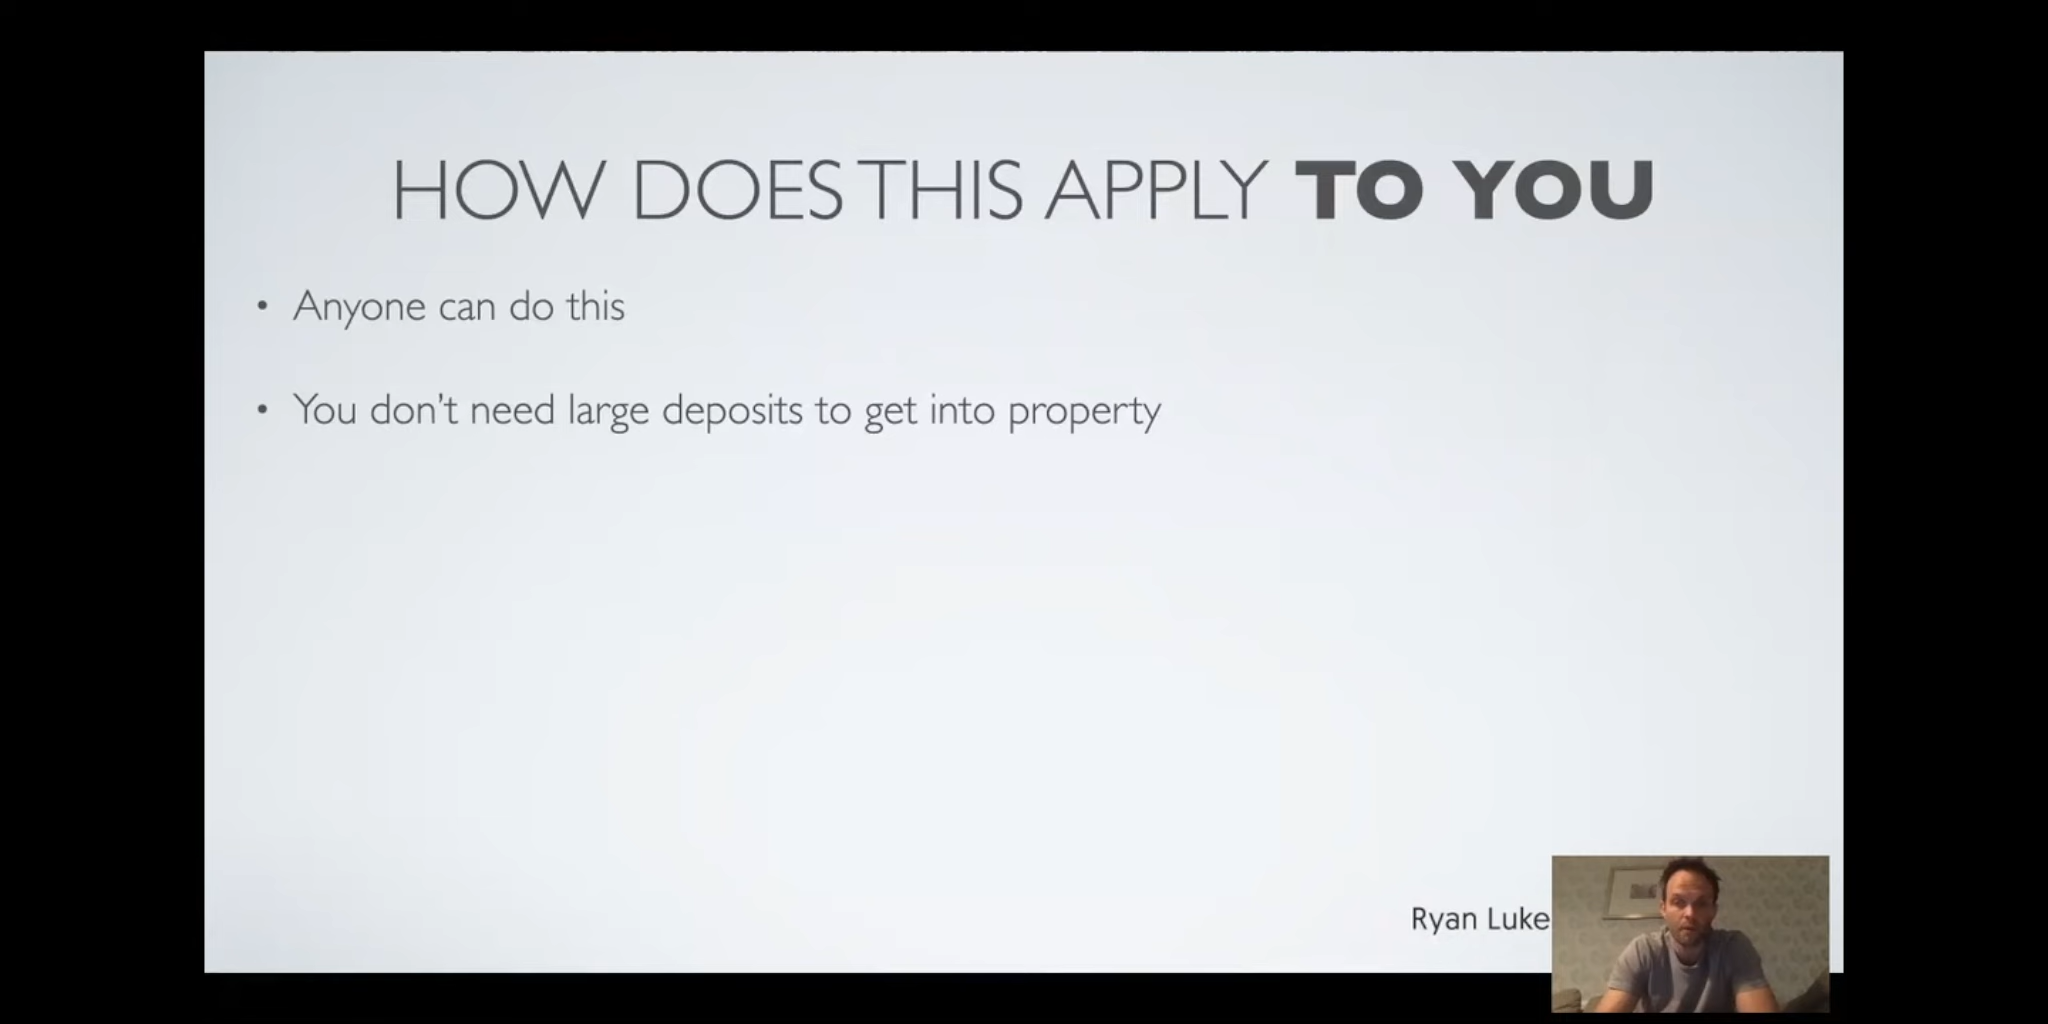 HOW DOES THIS APPLY TO YOU
• Anyone can do this
• You don't need large deposits to get into property
Ryan Luke